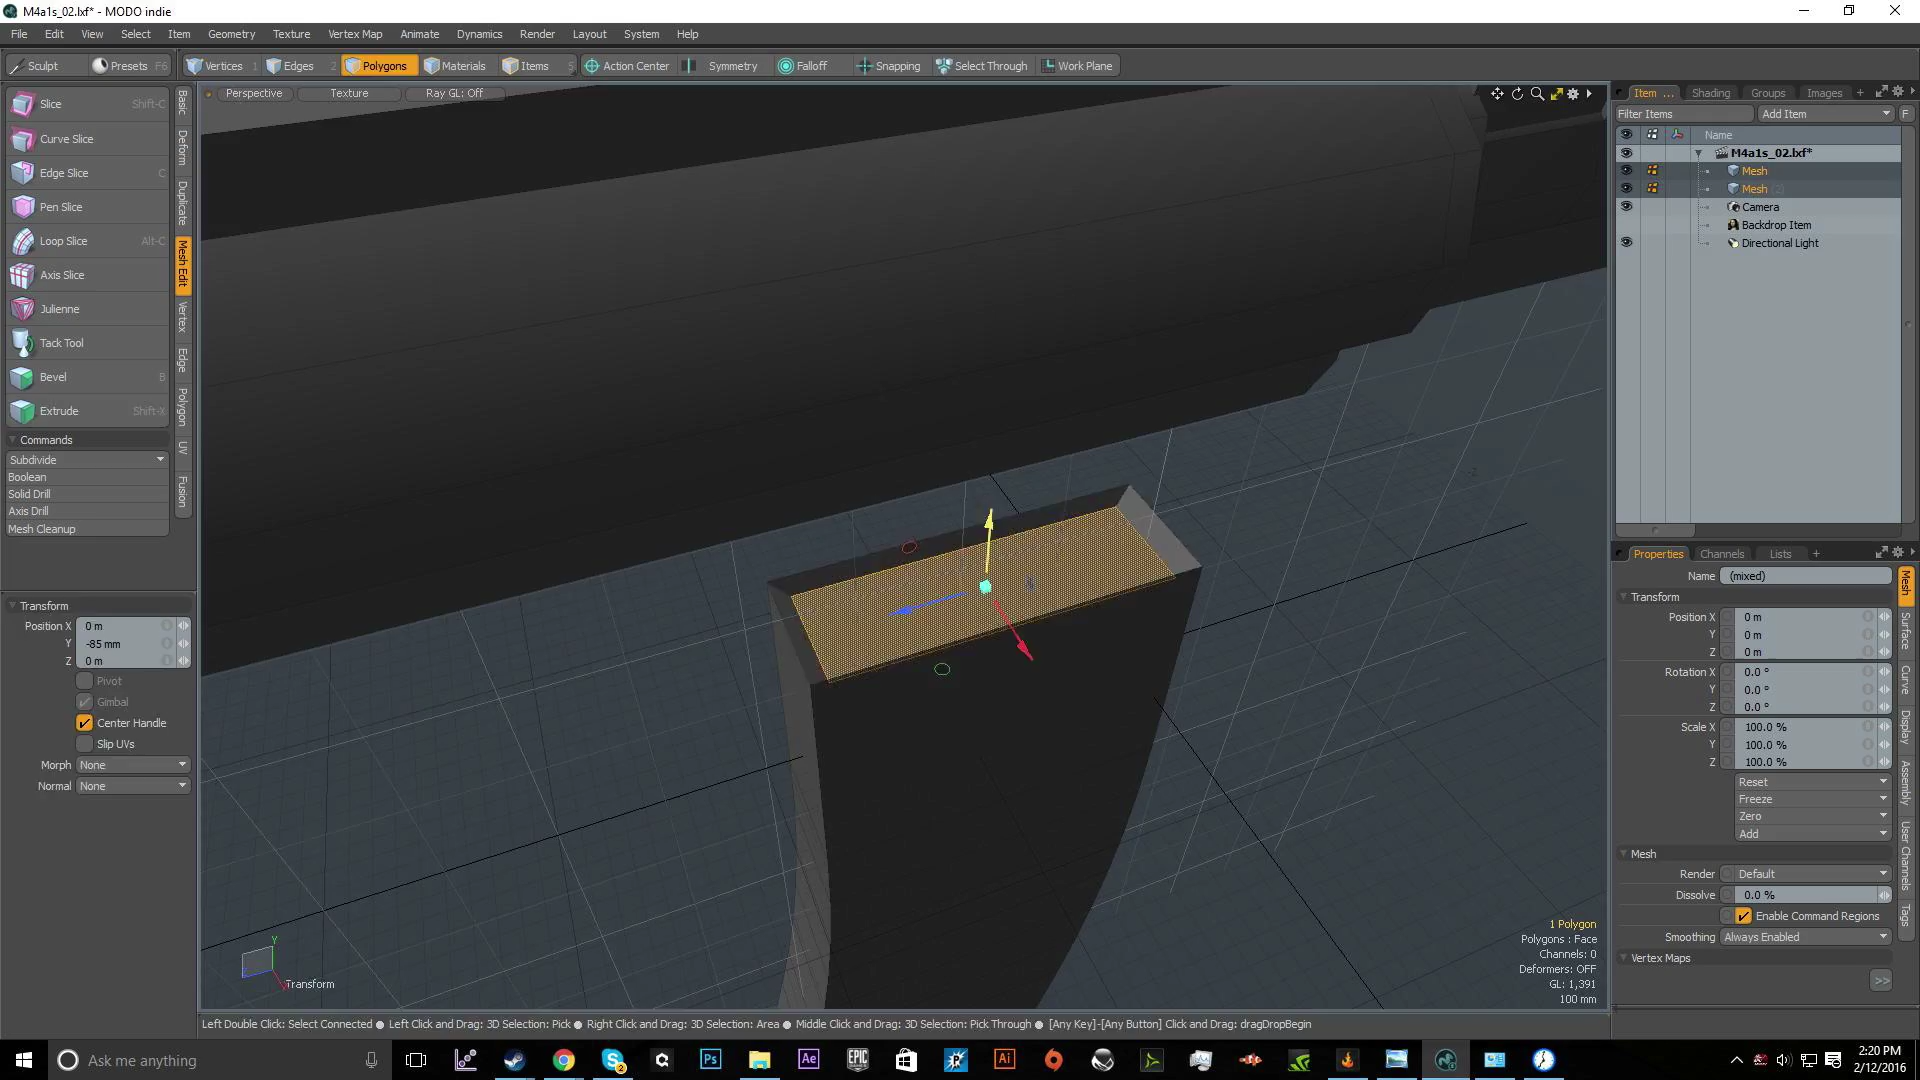 M4a1s_02.lxf* - MODO indie
File Edit View Select Item Geometry Texture Vertex Map Animate Dynamics Render Layout System Help
Sculpt Presets F6 Vertices 1 Edges 2 Polygons Materials Items 5 Action Center Symmetry Falloff Snapping Select Through Work Plane
Slice Shift-C
Curve Slice
Edge Slice C
Pen Slice
Loop Slice Alt-C
Axis Slice
Julienne
Tack Tool
Bevel B
Extrude Shift-X
Commands
Subdivide
Boolean
Solid Drill
Axis Drill
Mesh Cleanup
Basic
Deform
Duplicate
Mesh Edit
Vertex
Edge
Polygon
UV
Fusion
Transform
Position X 0 m
Y -85 mm
Z 0 m
Pivot
Gimbal
Center Handle
Slip UVs
Morph None
Normal None
Perspective Texture Ray GL: Off
-Z
Y
Transform
1 Polygon
Polygons : Face
Channels: 0
Deformers: OFF
GL: 1,391
100 mm
Left Double Click: Select Connected ● Left Click and Drag: 3D Selection: Pick ● Right Click and Drag: 3D Selection: Area ● Middle Click and Drag: 3D Selection: Pick Through ● [Any Key]-[Any Button] Click and Drag: dragDropBegin
Item ... Shading Groups Images +
Filter Items Add Item F
Name
M4a1s_02.lxf*
Mesh
Mesh (2)
Camera
Backdrop Item
Directional Light
Properties Channels Lists +
Name (mixed)
Transform
Position X 0 m
Y 0 m
Z 0 m
Rotation X 0.0 °
Y 0.0 °
Z 0.0 °
Scale X 100.0 %
Y 100.0 %
Z 100.0 %
Reset
Freeze
Zero
Add
Mesh
Render Default
Dissolve 0.0 %
Enable Command Regions
Smoothing Always Enabled
Vertex Maps
>>
Mesh
Surface
Curve
Display
Assembly
User Channels
Tags
Ask me anything
2
Ps
Ae
EPIC
Ai
2:20 PM
2/12/2016